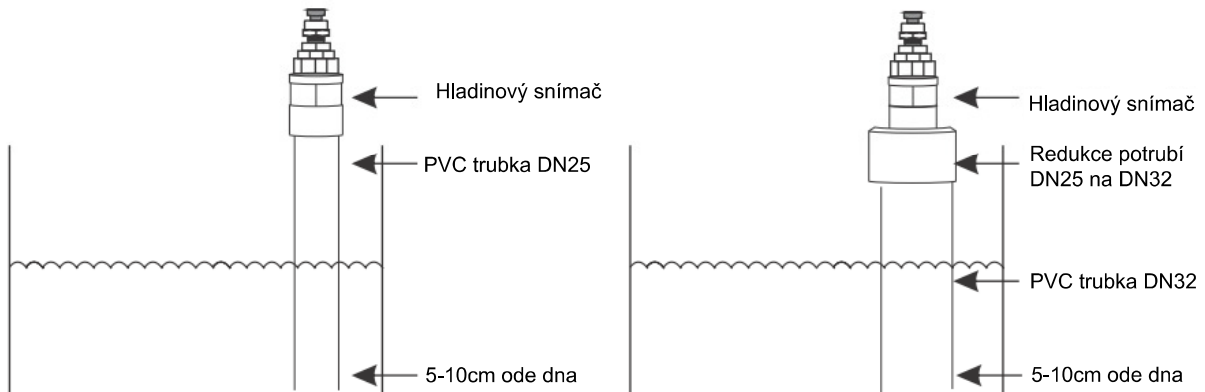 Hladinový snímač
PVC trubka DN25
5-10cm ode dna
Hladinový snímač
Redukce potrubí
DN25 na DN32
PVC trubka DN32
5-10cm ode dna